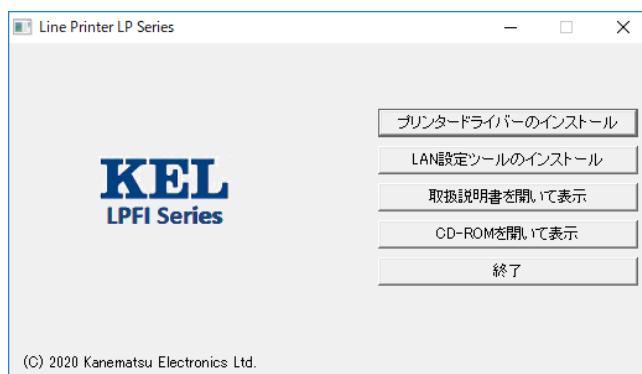 Line Printer LP Series
プリンタードライバーのインストール
LAN設定ツールのインストール
取扱説明書を開いて表示
CD-ROMを開いて表示
終了
KEL
LPFI Series
(C) 2020 Kanematsu Electronics Ltd.